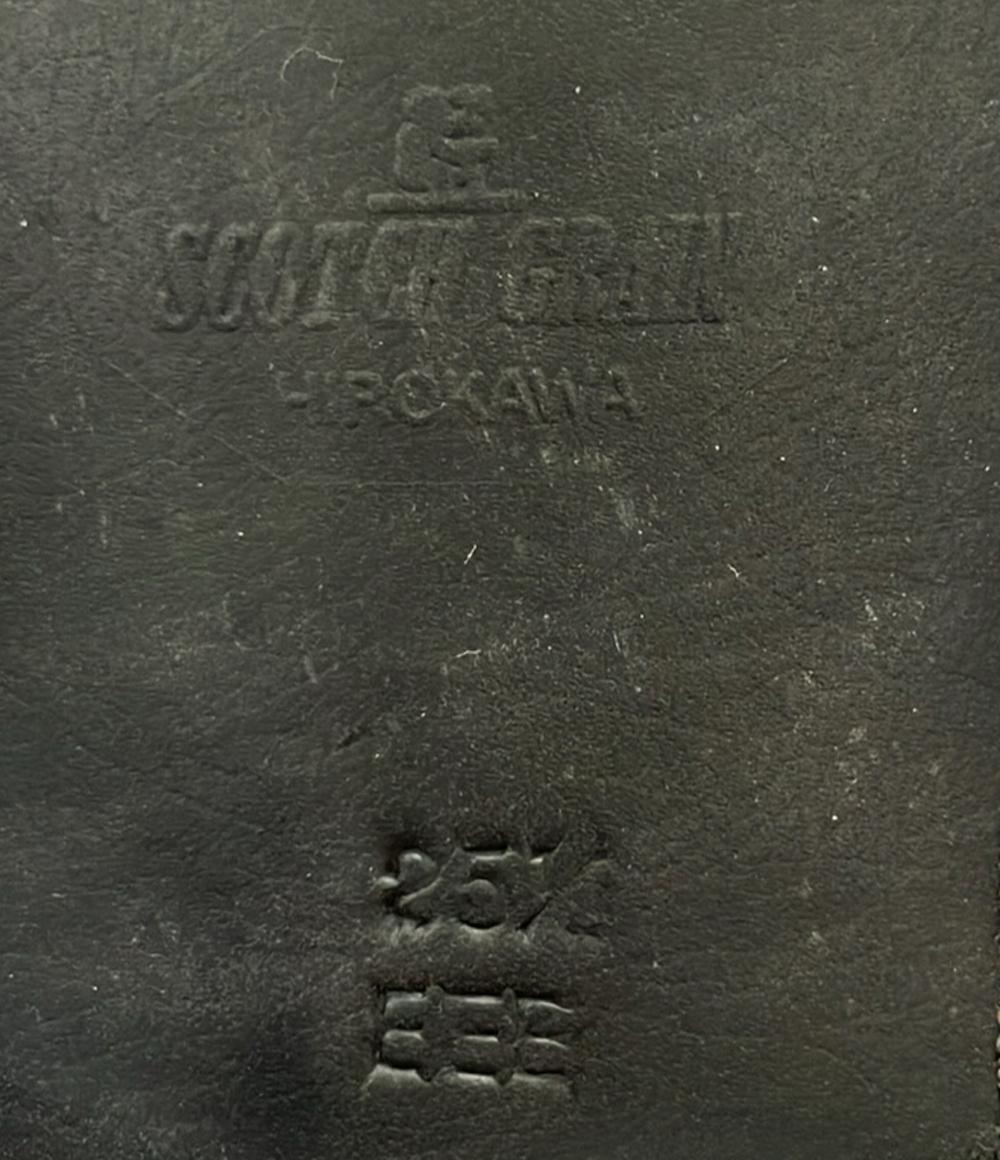 SCOTCH GRAIN
HIROKAWA
25½
EEE